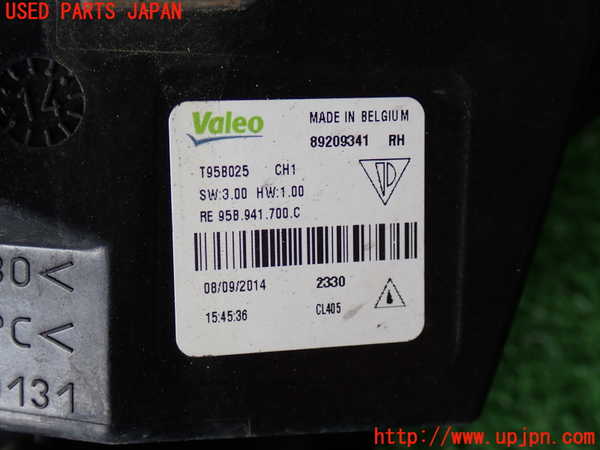 USED PARTS JAPAN
14
Valeo
MADE IN BELGIUM
89209341 RH
T95B025 CH1
SW:3.00 HW:1.00
RE 95B.941.700.C
08/09/2014 2330
15:45:36 CL405
30<
PC<
131
http://www.upjpn.com/